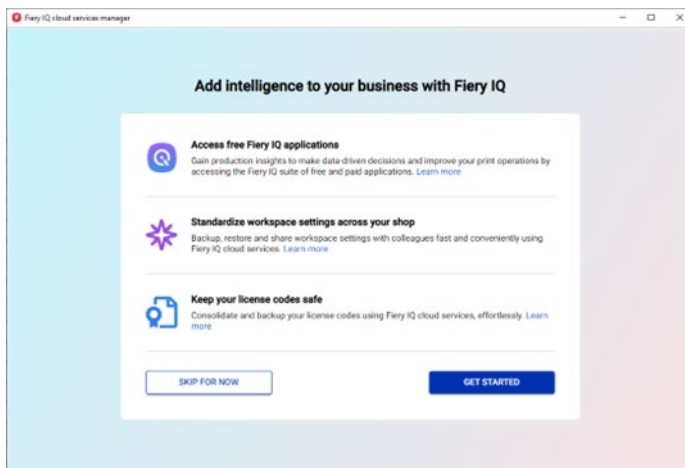 Fiery IQ cloud services manager
Add intelligence to your business with Fiery IQ
Access free Fiery IQ applications
Gain production insights to make data-driven decisions and improve your print operations by
accessing the Fiery IQ suite of free and paid applications. Learn more
Standardize workspace settings across your shop
Backup, restore and share workspace settings with colleagues fast and conveniently using
Fiery IQ cloud services. Learn more
Keep your license codes safe
Consolidate and backup your license codes using Fiery IQ cloud services, effortlessly. Learn
more
SKIP FOR NOW
GET STARTED